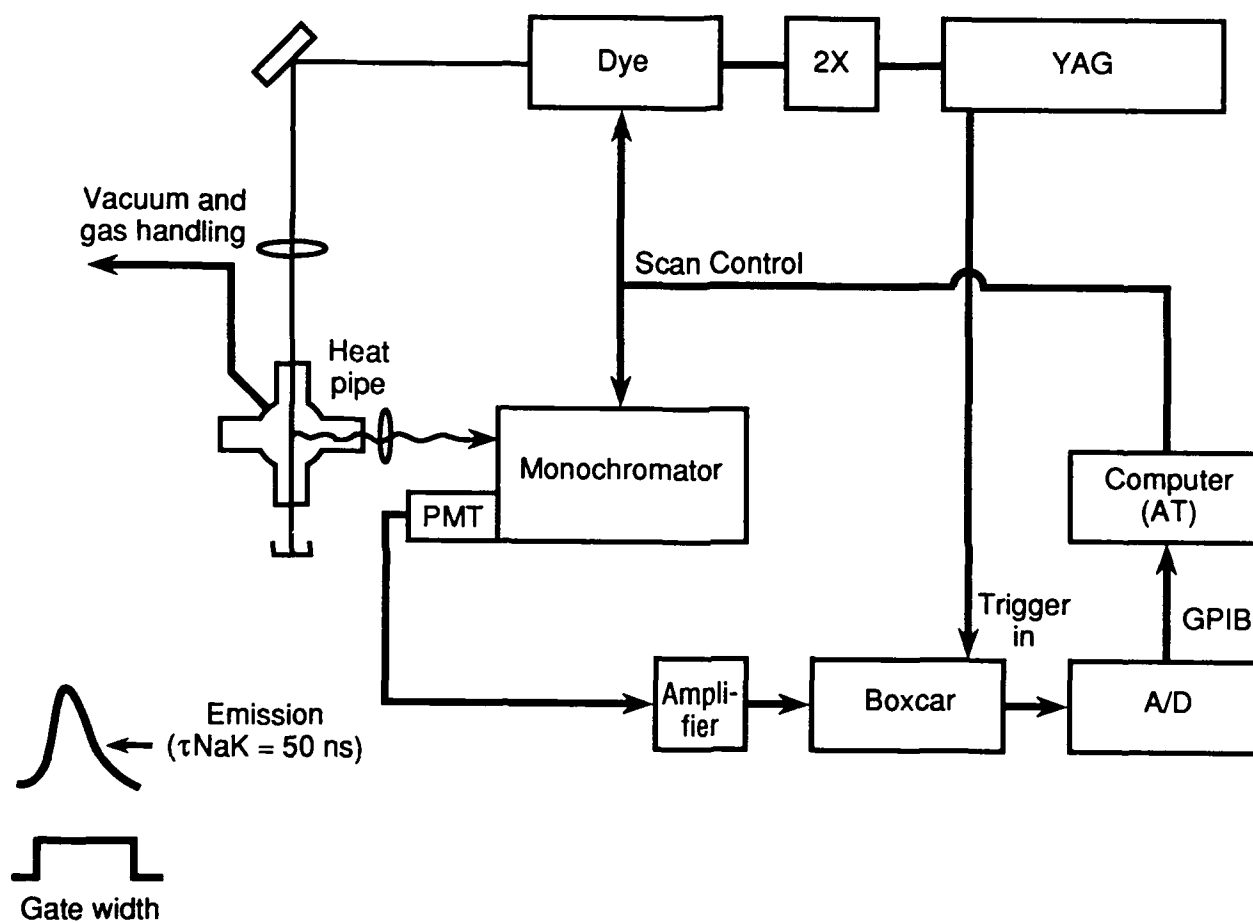 Dye
2X
YAG
Vacuum and
gas handling
Scan Control
Heat
pipe
Monochromator
PMT
Computer
(AT)
Trigger
in
GPIB
Ampli-
fier
Boxcar
A/D
Emission
(τNaK = 50 ns)
Gate width